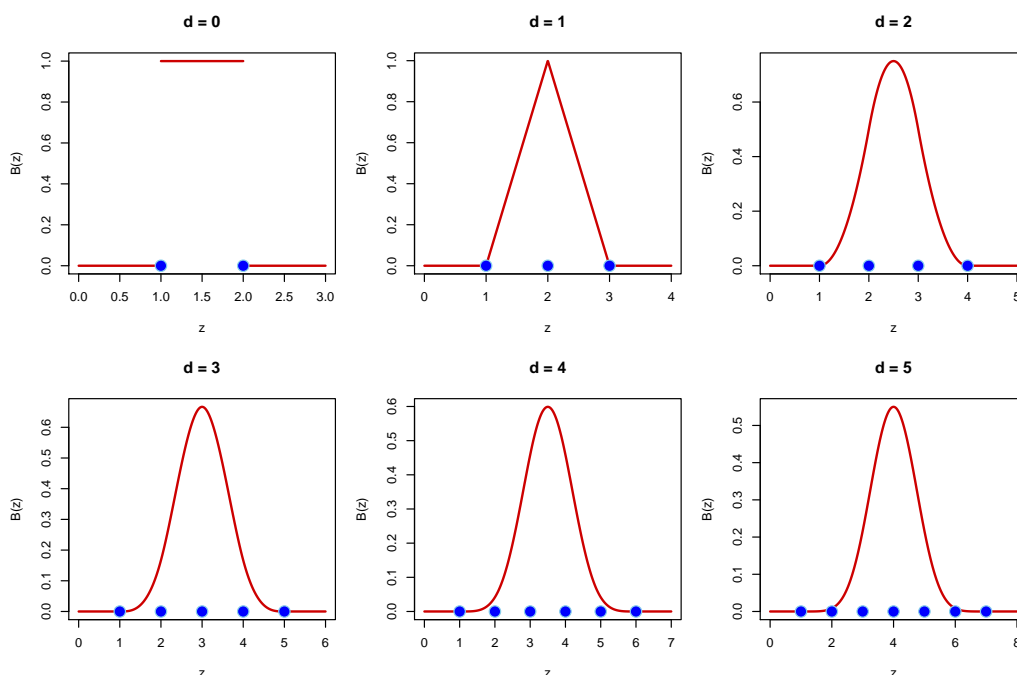 d = 0
B(z)
0.0 0.2 0.4 0.6 0.8 1.0
0.0 0.5 1.0 1.5 2.0 2.5 3.0
z
d = 1
B(z)
0.0 0.2 0.4 0.6 0.8 1.0
0 1 2 3 4
z
d = 2
B(z)
0.0 0.2 0.4 0.6
0 1 2 3 4 5
z
d = 3
B(z)
0.0 0.1 0.2 0.3 0.4 0.5 0.6
0 1 2 3 4 5 6
z
d = 4
B(z)
0.0 0.1 0.2 0.3 0.4 0.5 0.6
0 1 2 3 4 5 6 7
z
d = 5
B(z)
0.0 0.1 0.2 0.3 0.4 0.5
0 1 2 3 4 5 6 7 8
z